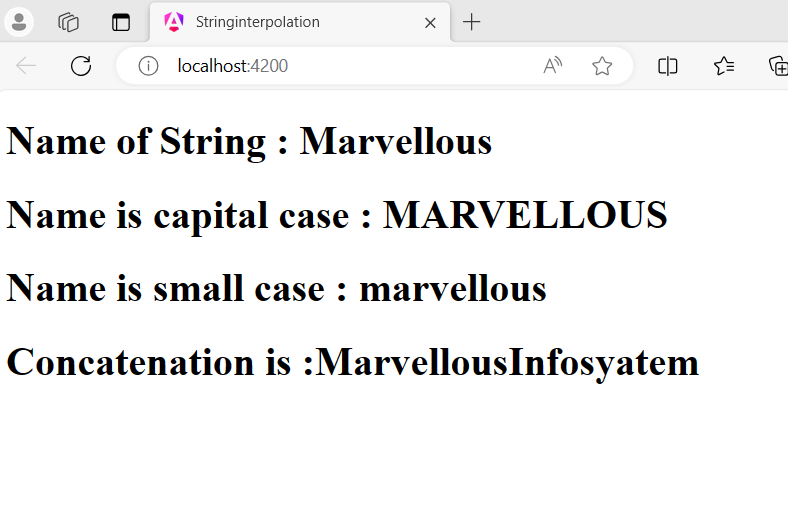 Stringinterpolation
localhost:4200
Name of String : Marvellous
Name is capital case : MARVELLOUS
Name is small case : marvellous
Concatenation is :MarvellousInfosyatem